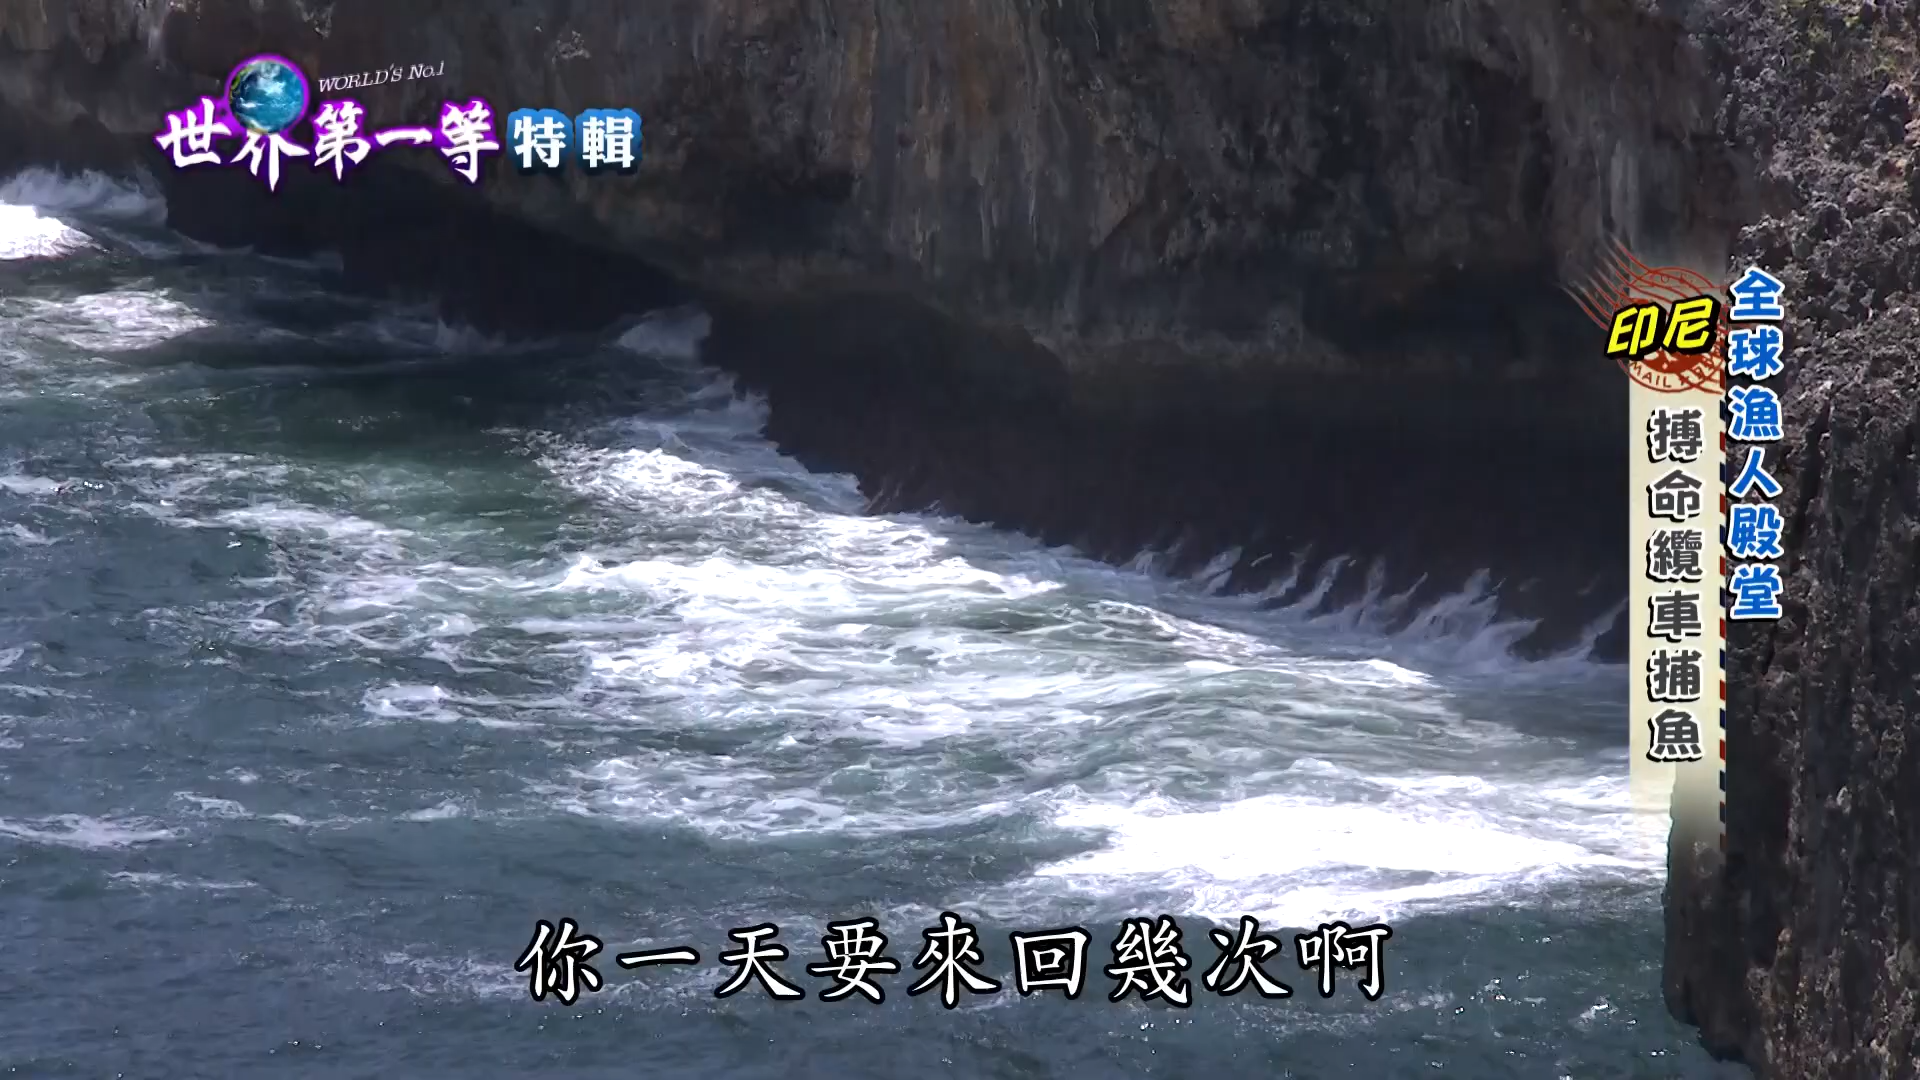 WORLD'S No.1
世界第一等特輯
全球漁人殿堂
印尼
MAIL
搏命纜車捕魚
你一天要來回幾次啊